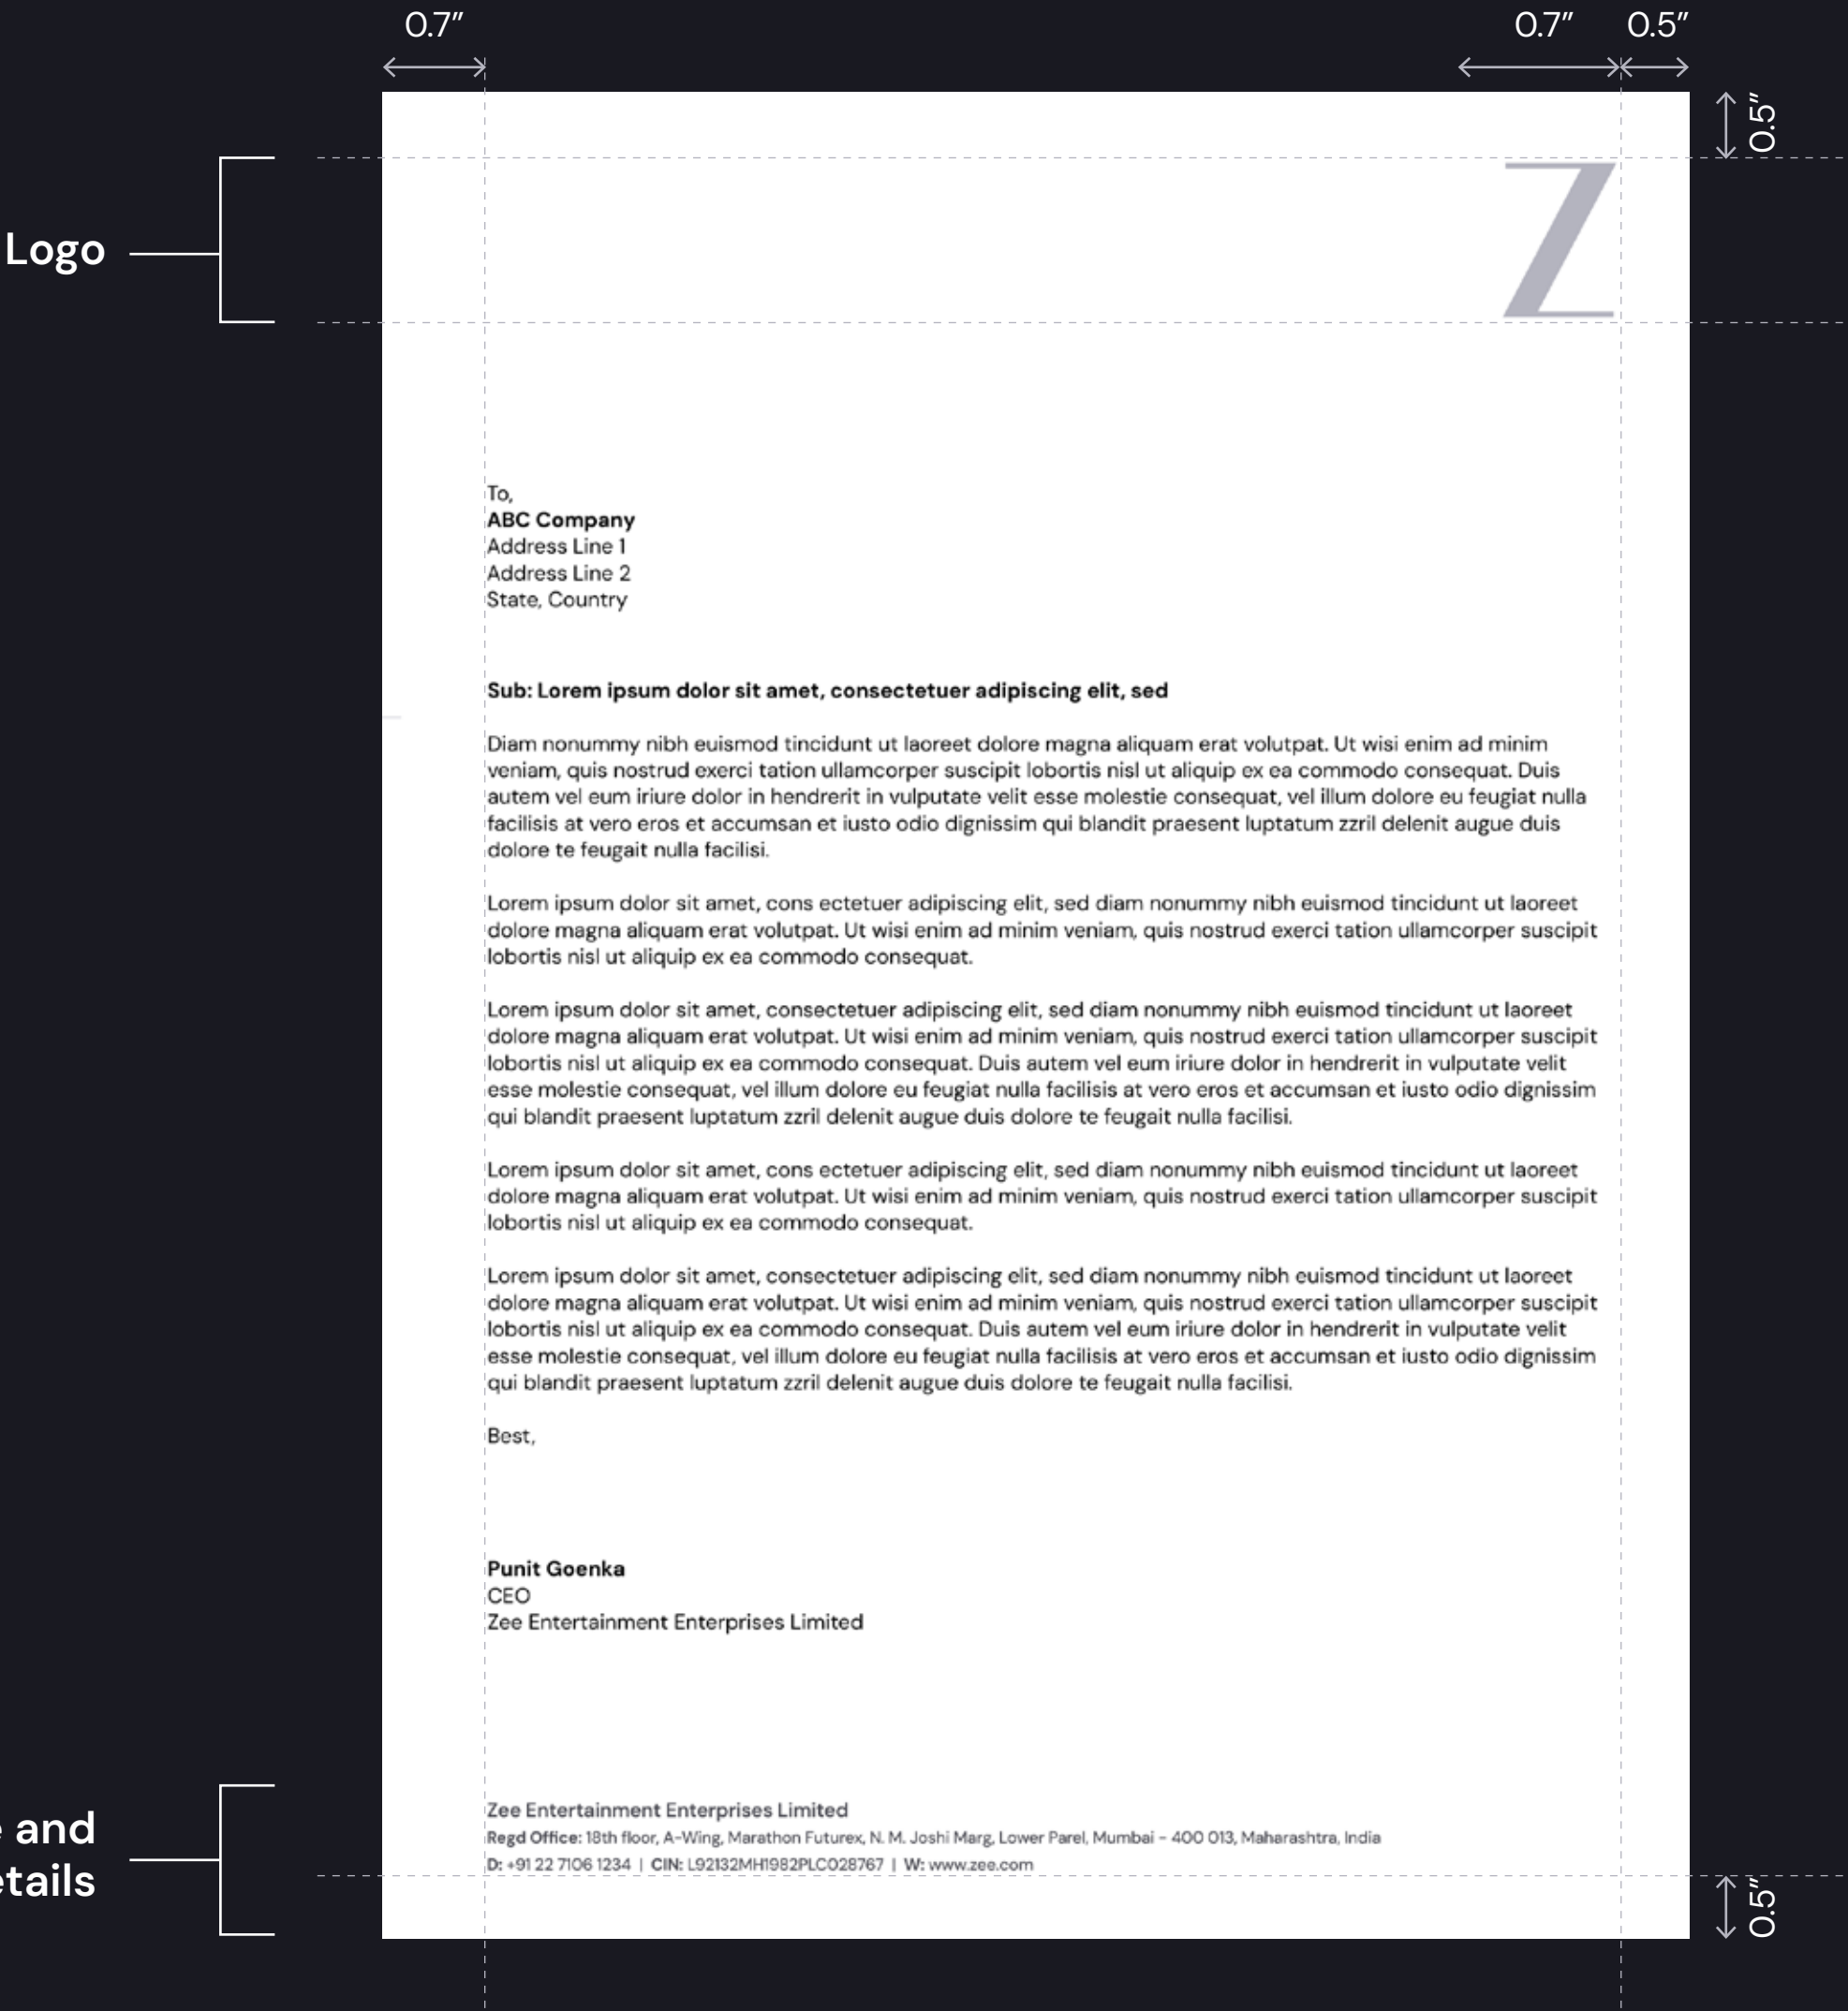 0.7”
0.7”
0.5”
0.5”
Logo
Z
To,
ABC Company
Address Line 1
Address Line 2
State, Country
Sub: Lorem ipsum dolor sit amet, consectetuer adipiscing elit, sed
Diam nonummy nibh euismod tincidunt ut laoreet dolore magna aliquam erat volutpat. Ut wisi enim ad minim
veniam, quis nostrud exerci tation ullamcorper suscipit lobortis nisl ut aliquip ex ea commodo consequat. Duis
autem vel eum iriure dolor in hendrerit in vulputate velit esse molestie consequat, vel illum dolore eu feugiat nulla
facilisis at vero eros et accumsan et iusto odio dignissim qui blandit praesent luptatum zzril delenit augue duis
dolore te feugait nulla facilisi.
Lorem ipsum dolor sit amet, cons ectetuer adipiscing elit, sed diam nonummy nibh euismod tincidunt ut laoreet
dolore magna aliquam erat volutpat. Ut wisi enim ad minim veniam, quis nostrud exerci tation ullamcorper suscipit
lobortis nisl ut aliquip ex ea commodo consequat.
Lorem ipsum dolor sit amet, consectetuer adipiscing elit, sed diam nonummy nibh euismod tincidunt ut laoreet
dolore magna aliquam erat volutpat. Ut wisi enim ad minim veniam, quis nostrud exerci tation ullamcorper suscipit
lobortis nisl ut aliquip ex ea commodo consequat. Duis autem vel eum iriure dolor in hendrerit in vulputate velit
esse molestie consequat, vel illum dolore eu feugiat nulla facilisis at vero eros et accumsan et iusto odio dignissim
qui blandit praesent luptatum zzril delenit augue duis dolore te feugait nulla facilisi.
Lorem ipsum dolor sit amet, cons ectetuer adipiscing elit, sed diam nonummy nibh euismod tincidunt ut laoreet
dolore magna aliquam erat volutpat. Ut wisi enim ad minim veniam, quis nostrud exerci tation ullamcorper suscipit
lobortis nisl ut aliquip ex ea commodo consequat.
Lorem ipsum dolor sit amet, consectetuer adipiscing elit, sed diam nonummy nibh euismod tincidunt ut laoreet
dolore magna aliquam erat volutpat. Ut wisi enim ad minim veniam, quis nostrud exerci tation ullamcorper suscipit
lobortis nisl ut aliquip ex ea commodo consequat. Duis autem vel eum iriure dolor in hendrerit in vulputate velit
esse molestie consequat, vel illum dolore eu feugiat nulla facilisis at vero eros et accumsan et iusto odio dignissim
qui blandit praesent luptatum zzril delenit augue duis dolore te feugait nulla facilisi.
Best,
Punit Goenka
CEO
Zee Entertainment Enterprises Limited
and
Zee Entertainment Enterprises Limited
Regd Office: 18th floor, A-Wing, Marathon Futurex, N. M. Joshi Marg, Lower Parel, Mumbai - 400 013, Maharashtra, India
D: +91 22 7106 1234 | CIN: L92132MH1982PLC028767 | W: www.zee.com
0.5”